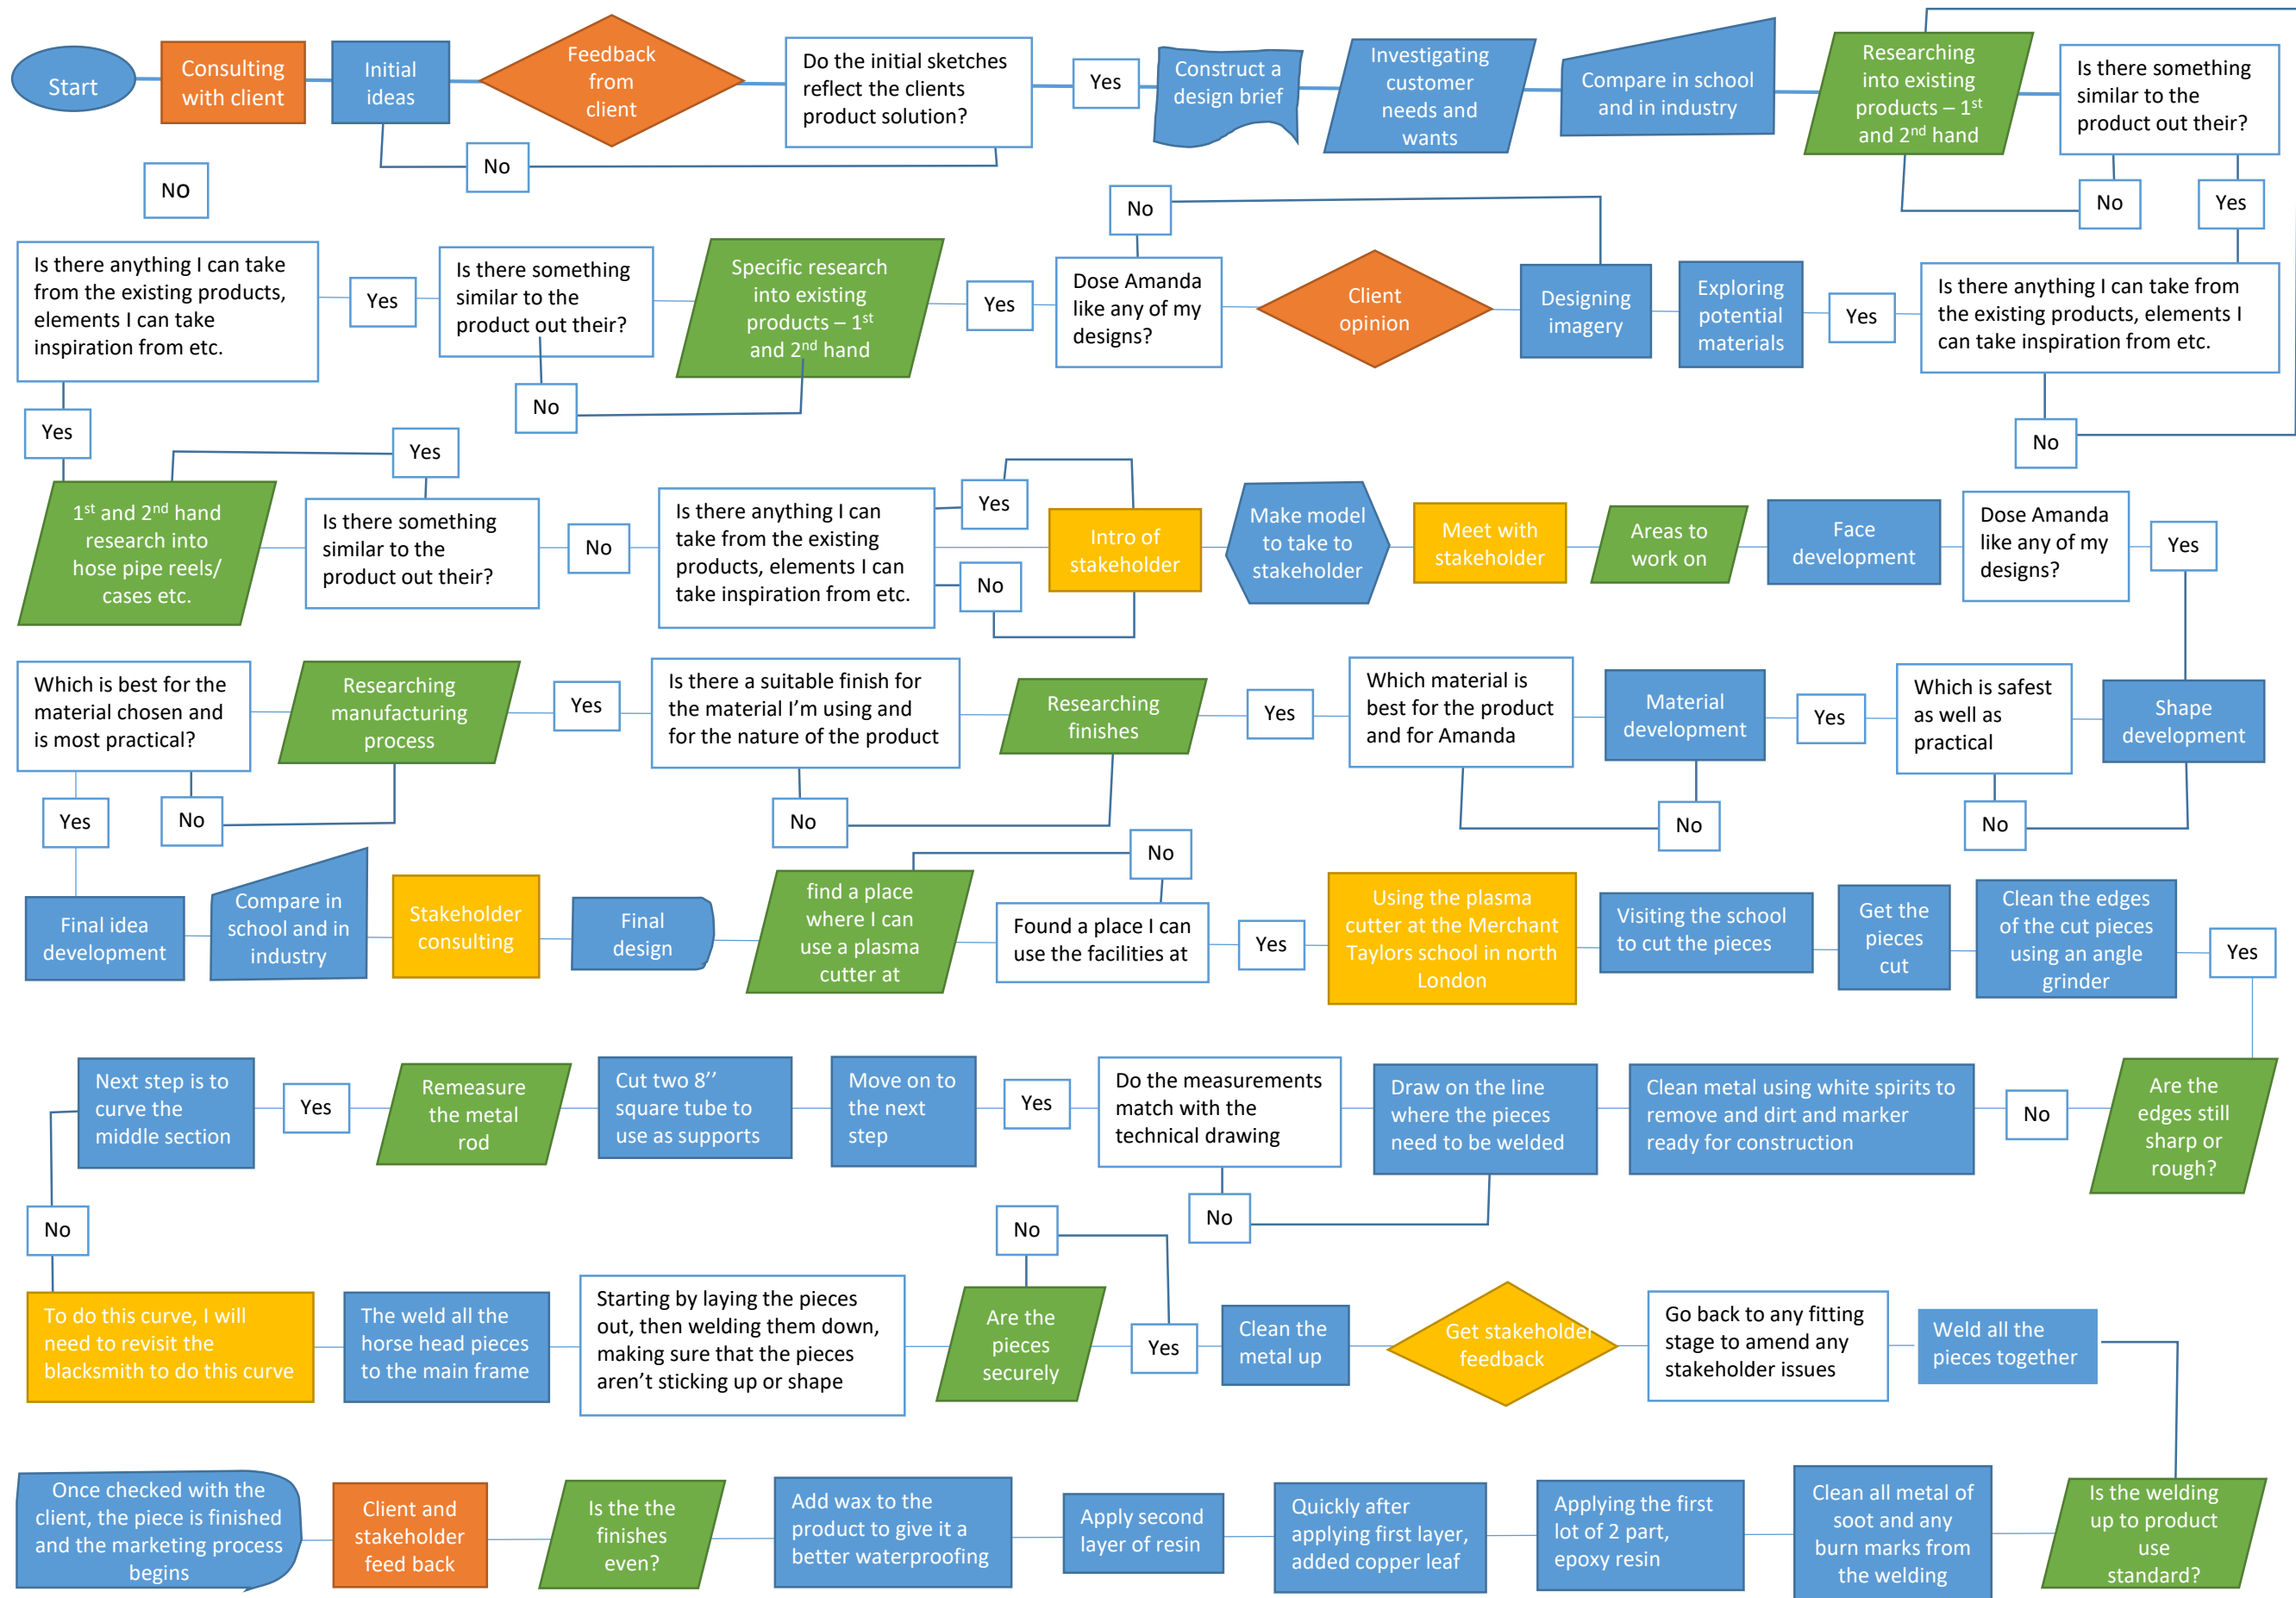 Start
Consulting
with client
Initial
ideas
Feedback
from
client
Do the initial sketches
reflect the clients
product solution?
Yes
Construct a
design brief
Investigating
customer
needs and
wants
Compare in school
and in industry
Researching
into existing
products – 1st
and 2nd hand
Is there something
similar to the
product out their?
No
No
No
Yes
No
Is there anything I can take
from the existing products,
elements I can take
inspiration from etc.
Yes
Is there something
similar to the
product out their?
Specific research
into existing
products – 1st
and 2nd hand
Yes
Dose Amanda
like any of my
designs?
Client
opinion
Designing
imagery
Exploring
potential
materials
Yes
Is there anything I can take from
the existing products, elements I
can take inspiration from etc.
No
Yes
No
Yes
1st and 2nd hand
research into
hose pipe reels/
cases etc.
Is there something
similar to the
product out their?
No
Is there anything I can
take from the existing
products, elements I can
take inspiration from etc.
Yes
No
Intro of
stakeholder
Make model
to take to
stakeholder
Meet with
stakeholder
Areas to
work on
Face
development
Dose Amanda
like any of my
designs?
Yes
Which is best for the
material chosen and
is most practical?
Researching
manufacturing
process
Yes
Is there a suitable finish for
the material I'm using and
for the nature of the product
Researching
finishes
Yes
Which material is
best for the product
and for Amanda
Material
development
Yes
Which is safest
as well as
practical
Shape
development
Yes
No
No
No
No
No
Final idea
development
Compare in
school and in
industry
Stakeholder
consulting
Final
design
find a place
where I can
use a plasma
cutter at
Found a place I can
use the facilities at
Yes
Using the plasma
cutter at the Merchant
Taylors school in north
London
Visiting the school
to cut the pieces
Get the
pieces
cut
Clean the edges
of the cut pieces
using an angle
grinder
Yes
Next step is to
curve the
middle section
Yes
Remeasure
the metal
rod
Cut two 8’’
square tube to
use as supports
Move on to
the next
step
Yes
Do the measurements
match with the
technical drawing
Draw on the line
where the pieces
need to be welded
Clean metal using white spirits to
remove and dirt and marker
ready for construction
No
Are the
edges still
sharp or
rough?
No
No
No
To do this curve, I will
need to revisit the
blacksmith to do this curve
The weld all the
horse head pieces
to the main frame
Starting by laying the pieces
out, then welding them down,
making sure that the pieces
aren't sticking up or shape
Are the
pieces
securely
Yes
Clean the
metal up
Get stakeholder
feedback
Go back to any fitting
stage to amend any
stakeholder issues
Weld all the
pieces together
Once checked with the
client, the piece is finished
and the marketing process
begins
Client and
stakeholder
feed back
Is the the
finishes
even?
Add wax to the
product to give it a
better waterproofing
Apply second
layer of resin
Quickly after
applying first layer,
added copper leaf
Applying the first
lot of 2 part,
epoxy resin
Clean all metal of
soot and any
burn marks from
the welding
Is the welding
up to product
use
standard?